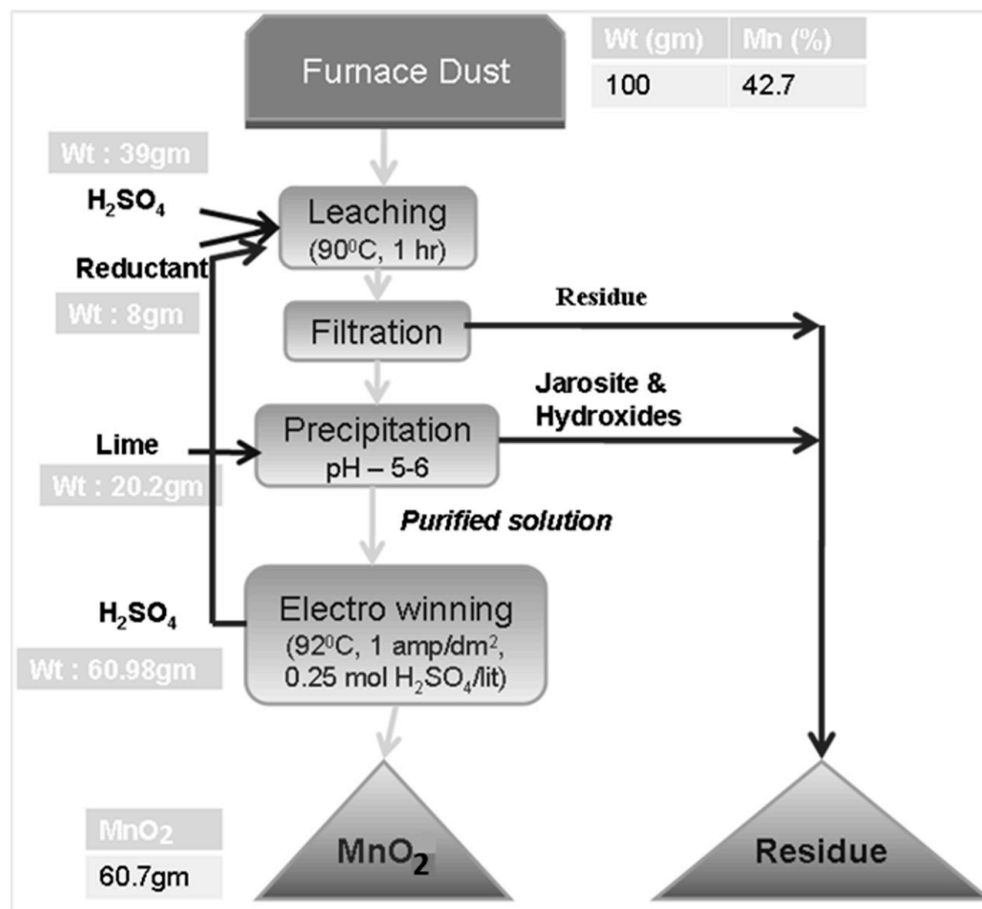 Furnace Dust
Wt (gm) Mn (%)
100 42.7
Wt : 39gm
H₂SO₄
Leaching
(90⁰C, 1 hr)
Reductant
Wt : 8gm
Residue
Filtration
Jarosite &
Hydroxides
Precipitation
pH – 5-6
Lime
Wt : 20.2gm
Purified solution
Electro winning
(92⁰C, 1 amp/dm²,
0.25 mol H₂SO₄/lit)
H₂SO₄
Wt : 60.98gm
MnO₂
60.7gm
MnO₂
Residue